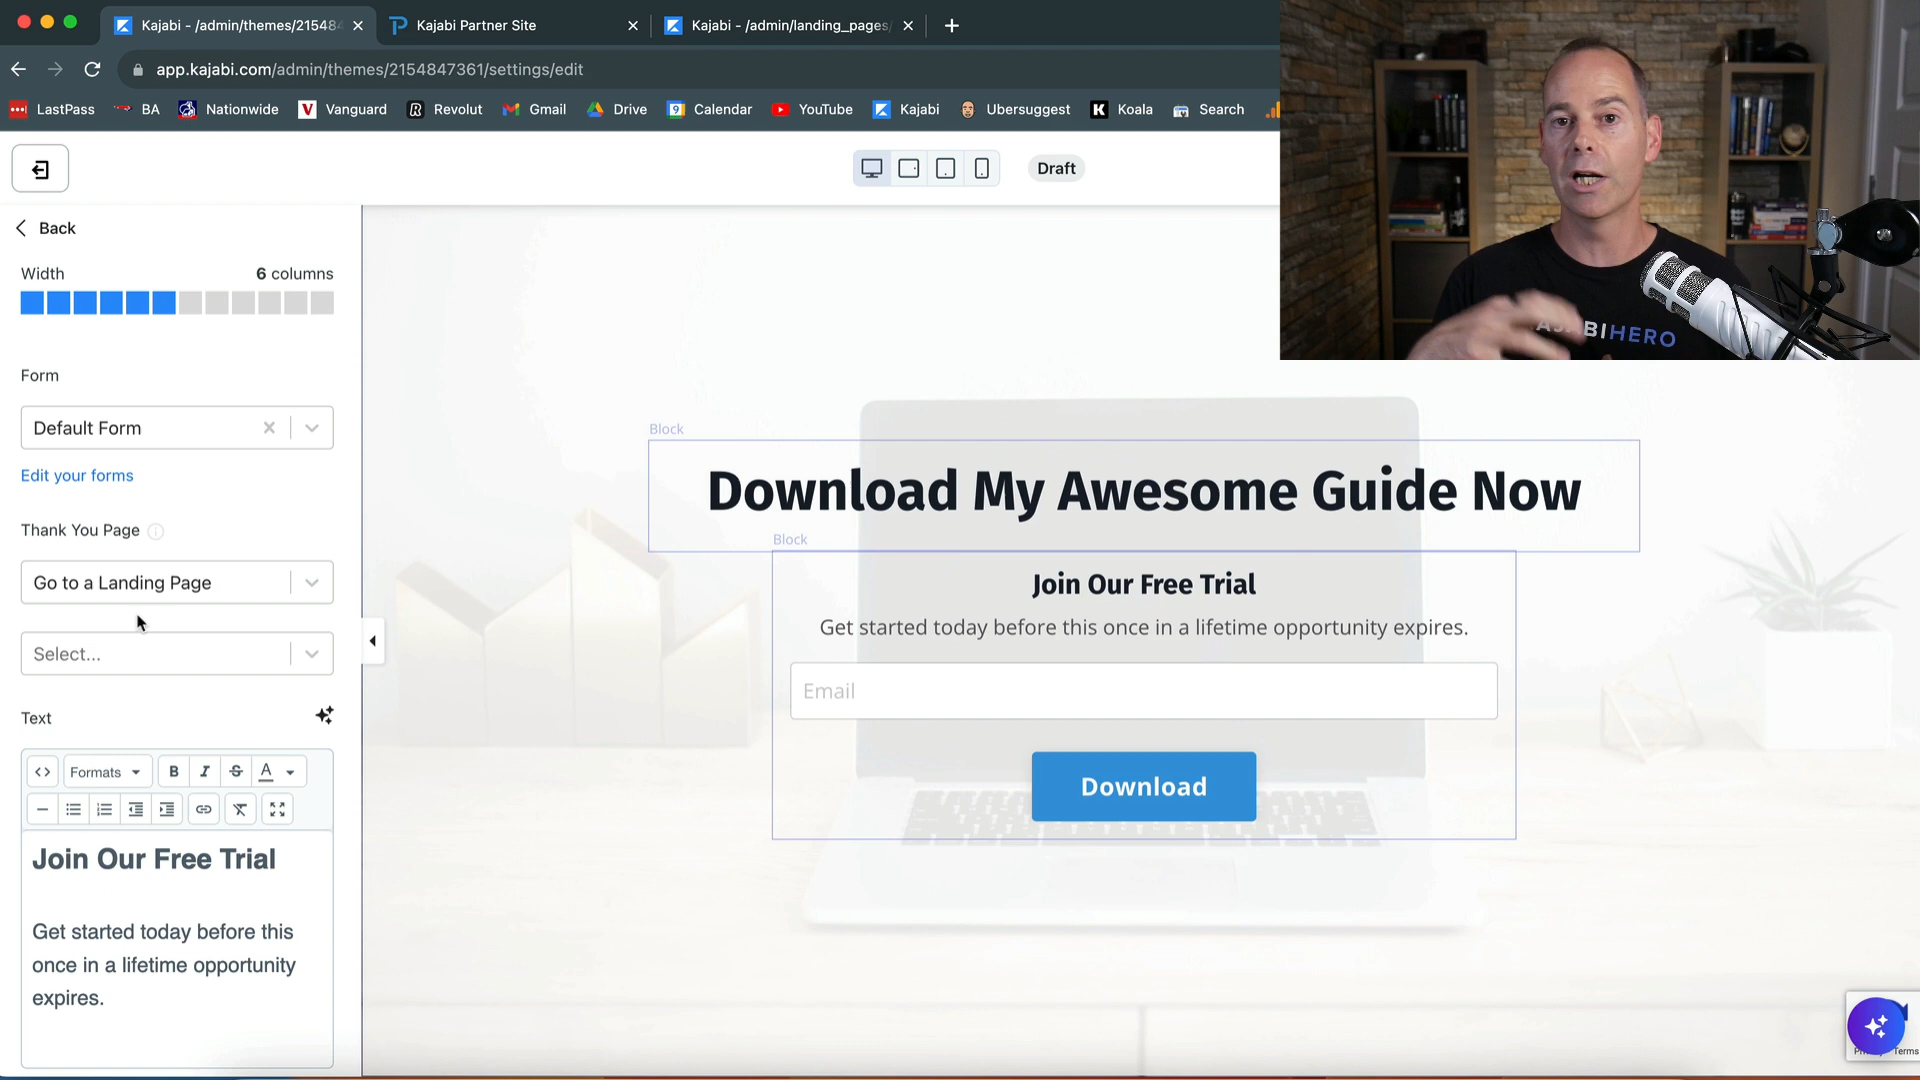 Kajabi - /admin/themes/21548
Kajabi Partner Site
Kajabi - /admin/landing_pages/
app.kajabi.com/admin/themes/2154847361/settings/edit
LastPass
BA
Nationwide
Vanguard
Revolut
Gmail
Drive
Calendar
YouTube
Kajabi
Ubersuggest
Koala
Search
Draft
Back
Width
6 columns
Form
Default Form
Edit your forms
Thank You Page
Go to a Landing Page
Select...
Text
Formats
B I S A
Join Our Free Trial
Get started today before this
once in a lifetime opportunity
expires.
Block
Download My Awesome Guide Now
Block
Join Our Free Trial
Get started today before this once in a lifetime opportunity expires.
Email
Download
BIHERO
Terms